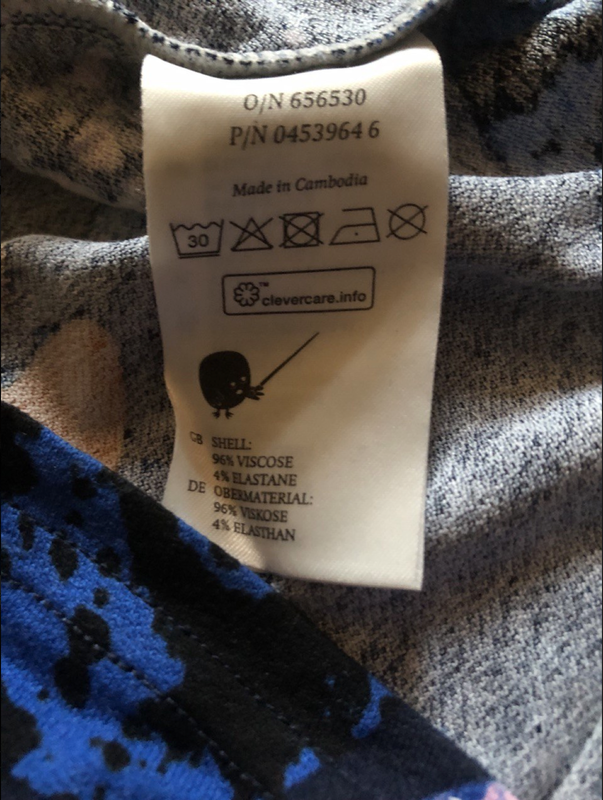 O/N 656530
P/N 0453964 6
Made in Cambodia
30
™
clevercare.info
GB SHELL:
96% VISCOSE
4% ELASTANE
DE OBERMATERIAL:
96% VISKOSE
4% ELASTHAN